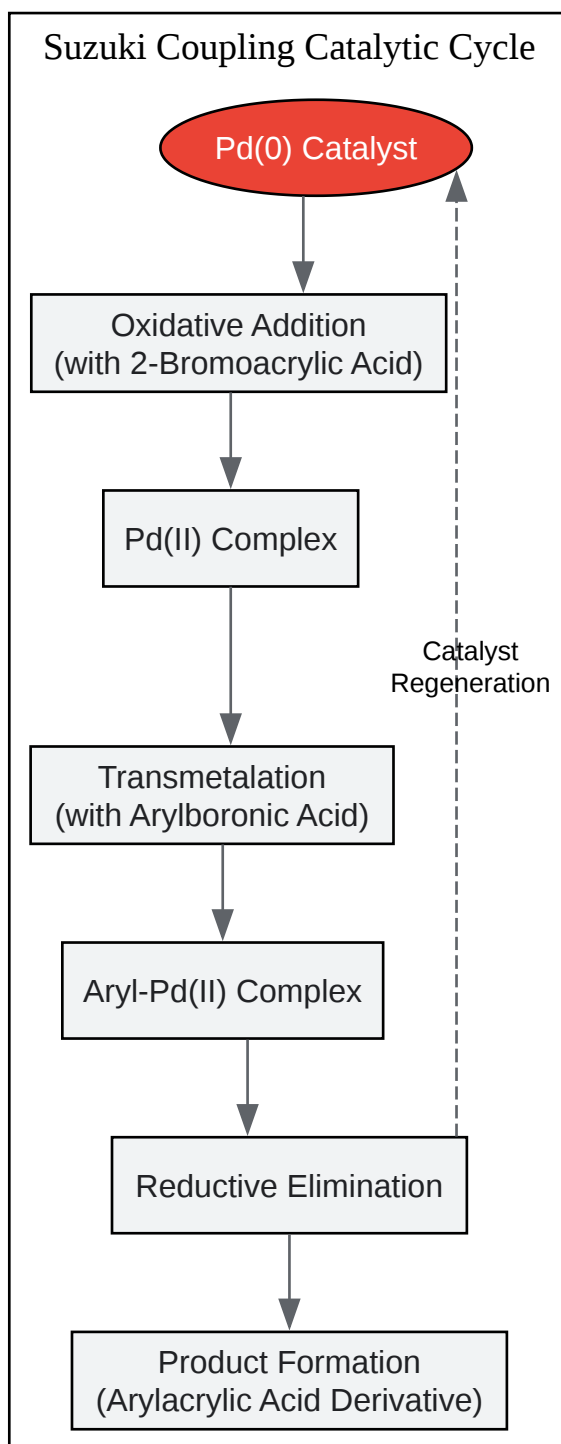 Suzuki Coupling Catalytic Cycle
Pd(0) Catalyst
Oxidative Addition
(with 2-Bromoacrylic Acid)
Pd(II) Complex
Catalyst
Regeneration
Transmetalation
(with Arylboronic Acid)
Aryl-Pd(II) Complex
Reductive Elimination
Product Formation
(Arylacrylic Acid Derivative)